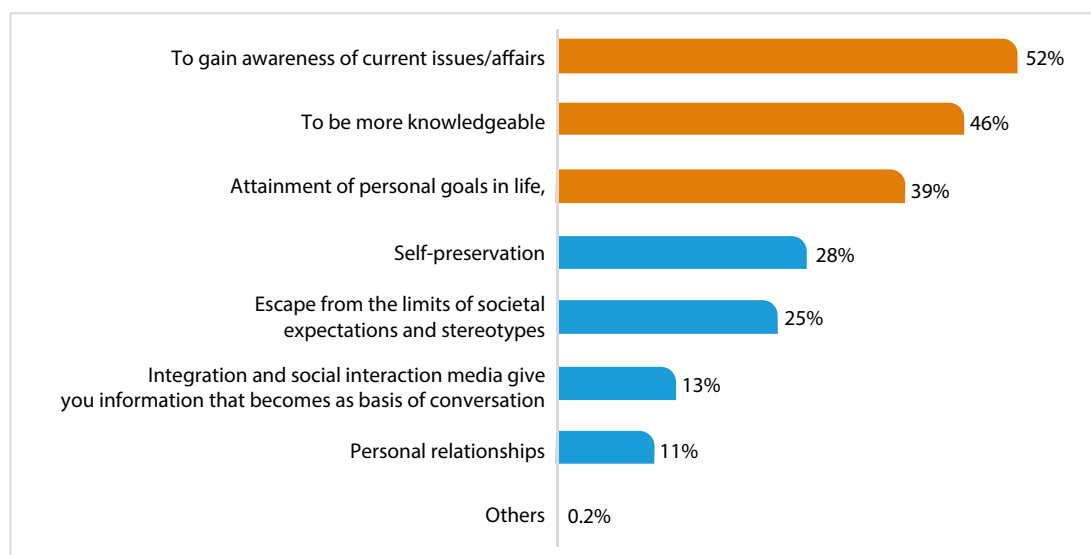 To gain awareness of current issues/affairs 52%
To be more knowledgeable 46%
Attainment of personal goals in life, 39%
Self-preservation 28%
Escape from the limits of societal
expectations and stereotypes 25%
Integration and social interaction media give
you information that becomes as basis of conversation 13%
Personal relationships 11%
Others 0.2%